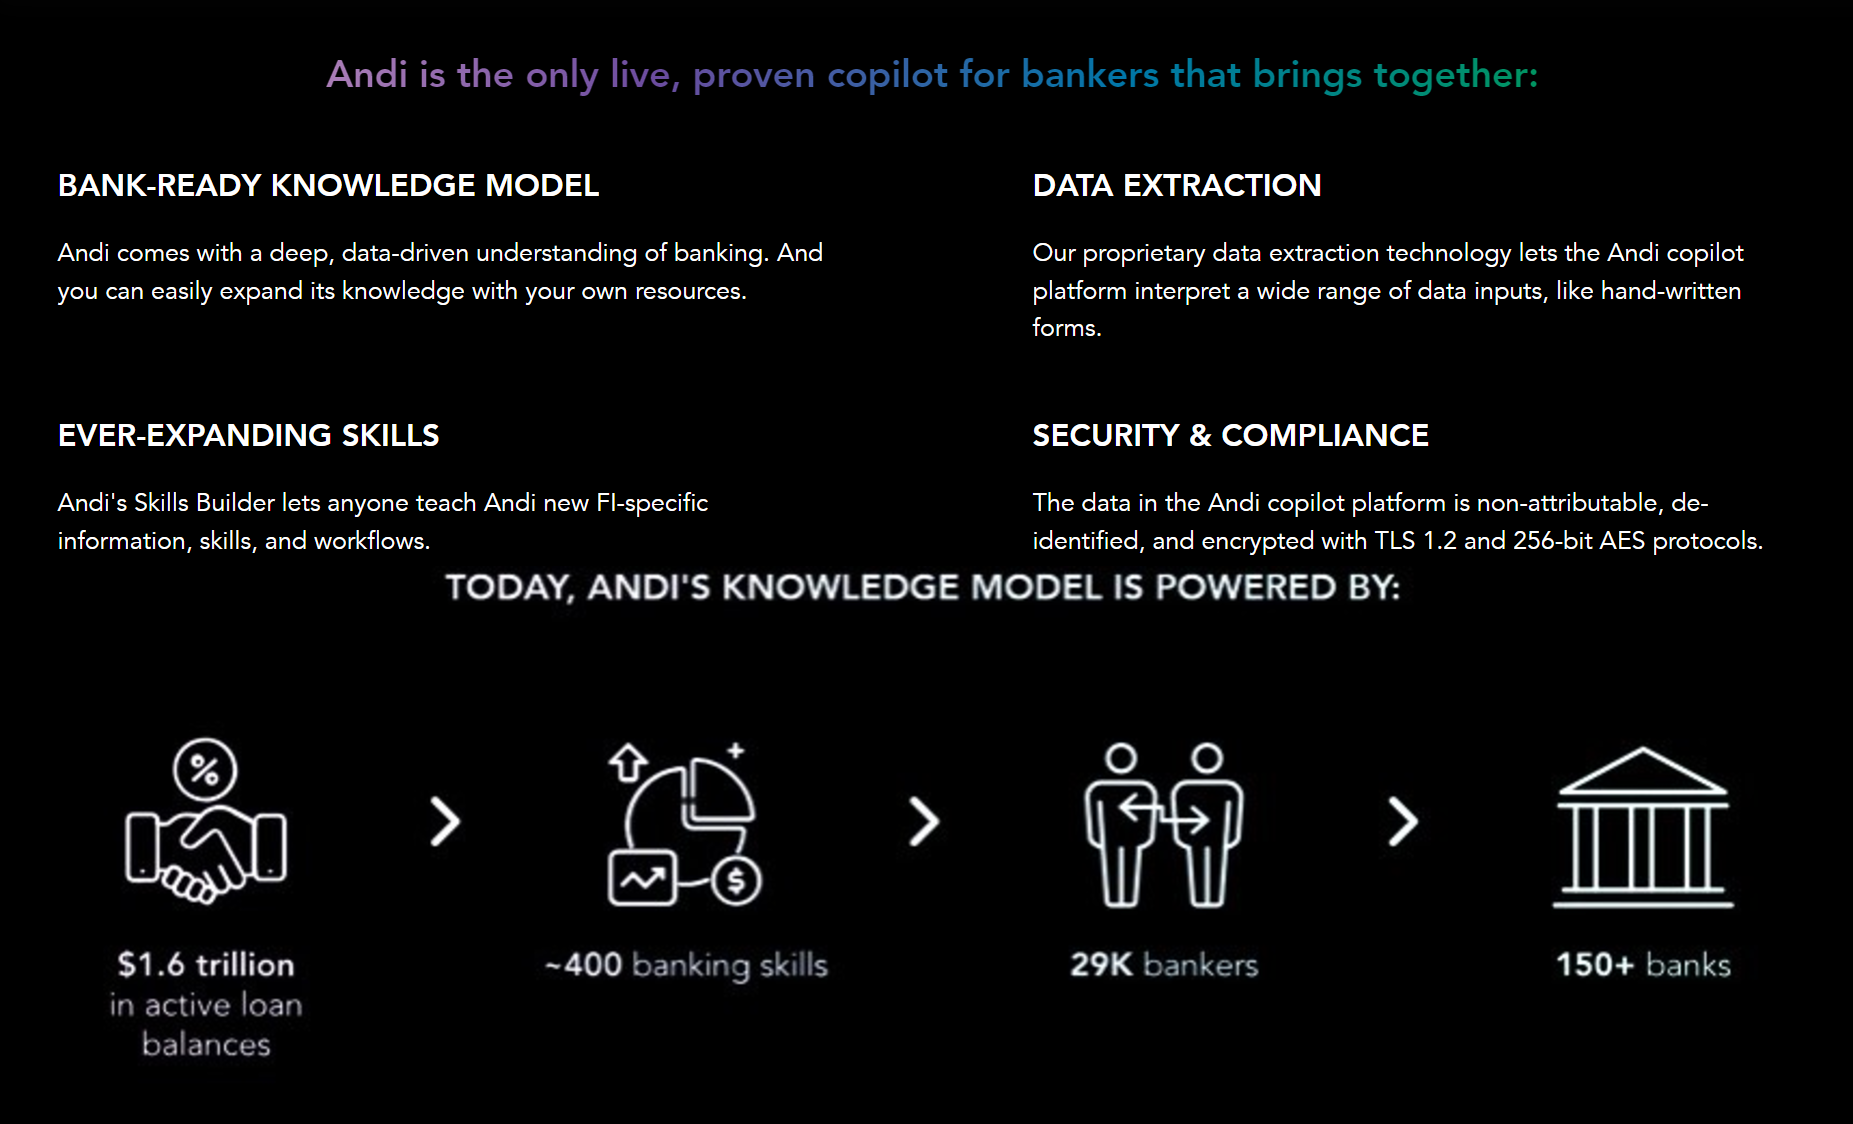 Andi is the only live, proven copilot for bankers that brings together:
BANK-READY KNOWLEDGE MODEL
Andi comes with a deep, data-driven understanding of banking. And
you can easily expand its knowledge with your own resources.
DATA EXTRACTION
Our proprietary data extraction technology lets the Andi copilot
platform interpret a wide range of data inputs, like hand-written
forms.
EVER-EXPANDING SKILLS
Andi's Skills Builder lets anyone teach Andi new FI-specific
information, skills, and workflows.
SECURITY & COMPLIANCE
The data in the Andi copilot platform is non-attributable, de-
identified, and encrypted with TLS 1.2 and 256-bit AES protocols.
TODAY, ANDI'S KNOWLEDGE MODEL IS POWERED BY:
%
$
$1.6 trillion
in active loan
balances
~400 banking skills
29K bankers
150+ banks